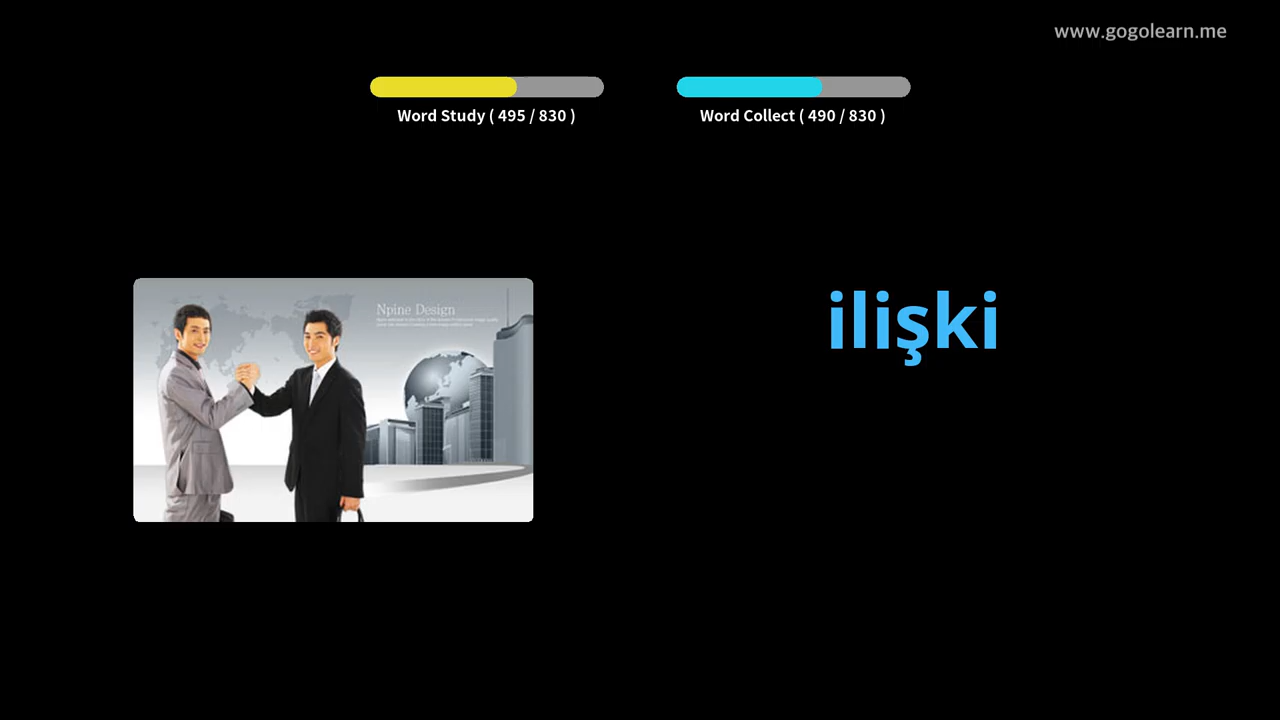 www.gogolearn.me
Word Study ( 495 / 830 )
Word Collect ( 490 / 830 )
Npine Design
ilişki